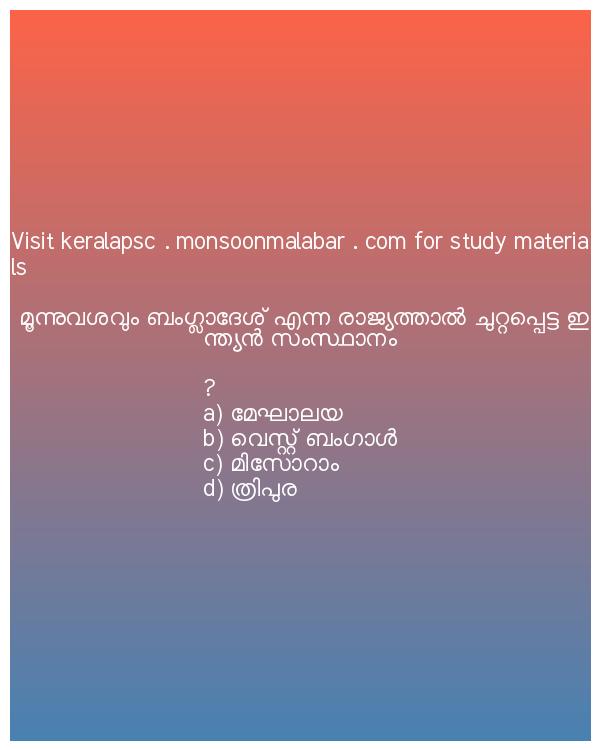 Visit keralapsc . monsoonmalabar . com for study materia
ls
മൂന്നുവശവും ബംഗ്ലാദേശ് എന്ന രാജ്യത്താൽ ചുറ്റപ്പെട്ട ഇ
ന്ത്യൻ സംസ്ഥാനം
?
a) മേഘാലയ
b) വെസ്റ്റ് ബംഗാൾ
c) മിസോറാം
d) ത്രിപുര